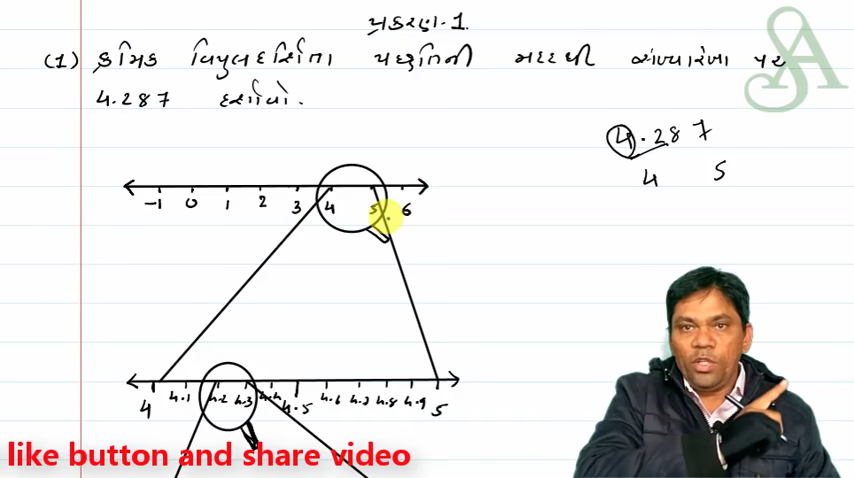 પ્રકરણ-1
(1) ક્રમિક વિપુલદર્શિતા પદ્ધતિની મદદથી સંખ્યારેખા પર
4.287 દર્શાવો.
4.287
4 5
-1 0 1 2 3 4 5 6
4 4.1 4.2 4.3 4.4 4.5 4.6 4.7 4.8 4.9 5
like button and share video